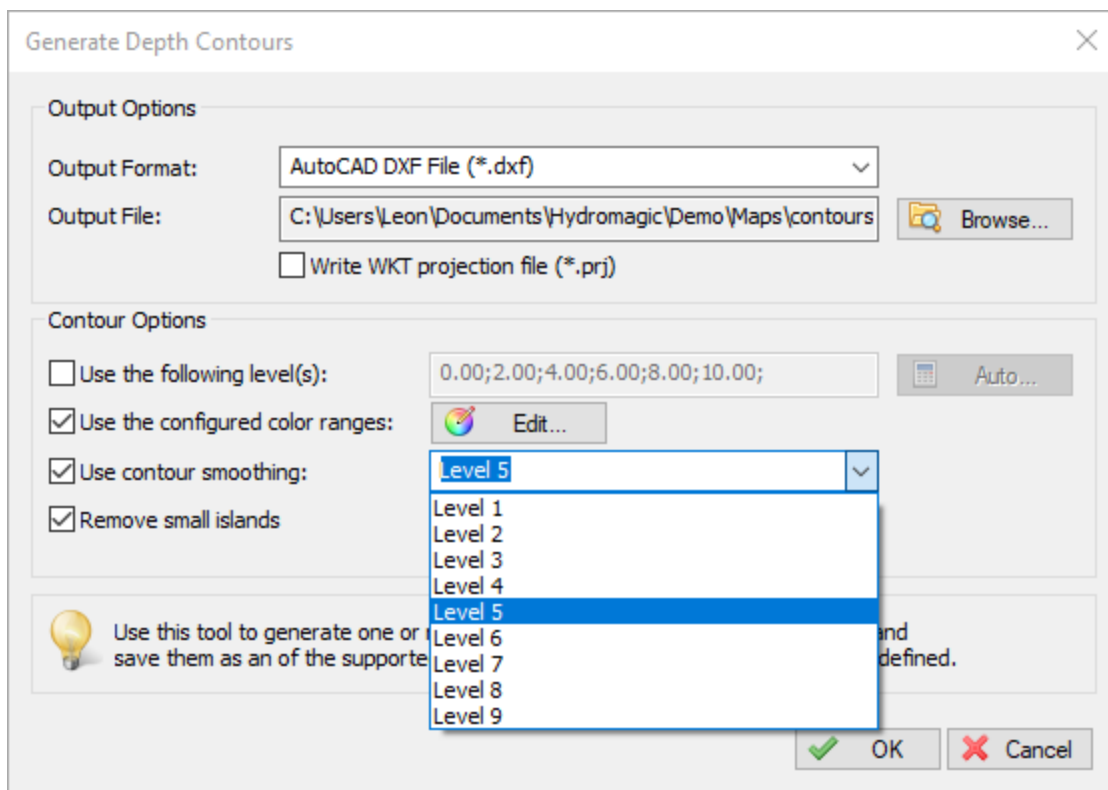 Generate Depth Contours
Output Options
Output Format: AutoCAD DXF File (*.dxf)
Output File: C:\Users\Leon\Documents\Hydromagic\Demo\Maps\contours Browse...
Write WKT projection file (*.prj)
Contour Options
Use the following level(s): 0.00;2.00;4.00;6.00;8.00;10.00; Auto...
Use the configured color ranges: Edit...
Use contour smoothing: Level 5
Remove small islands
Level 1
Level 2
Level 3
Level 4
Level 5
Level 6
Level 7
Level 8
Level 9
Use this tool to generate one or and
save them as an of the supporte defined.
OK Cancel